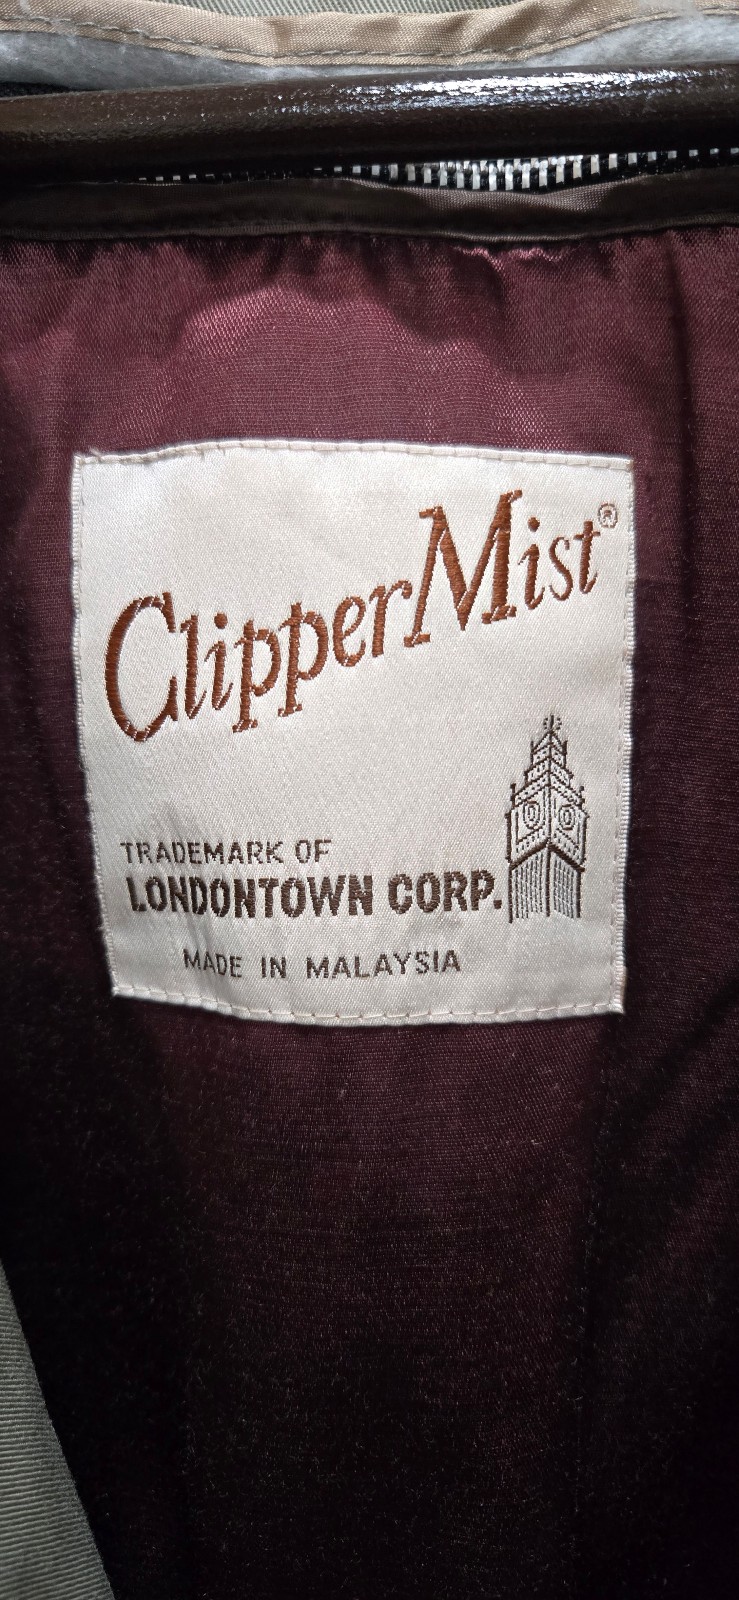 ClipperMist®
TRADEMARK OF
LONDONTOWN CORP.
MADE IN MALAYSIA